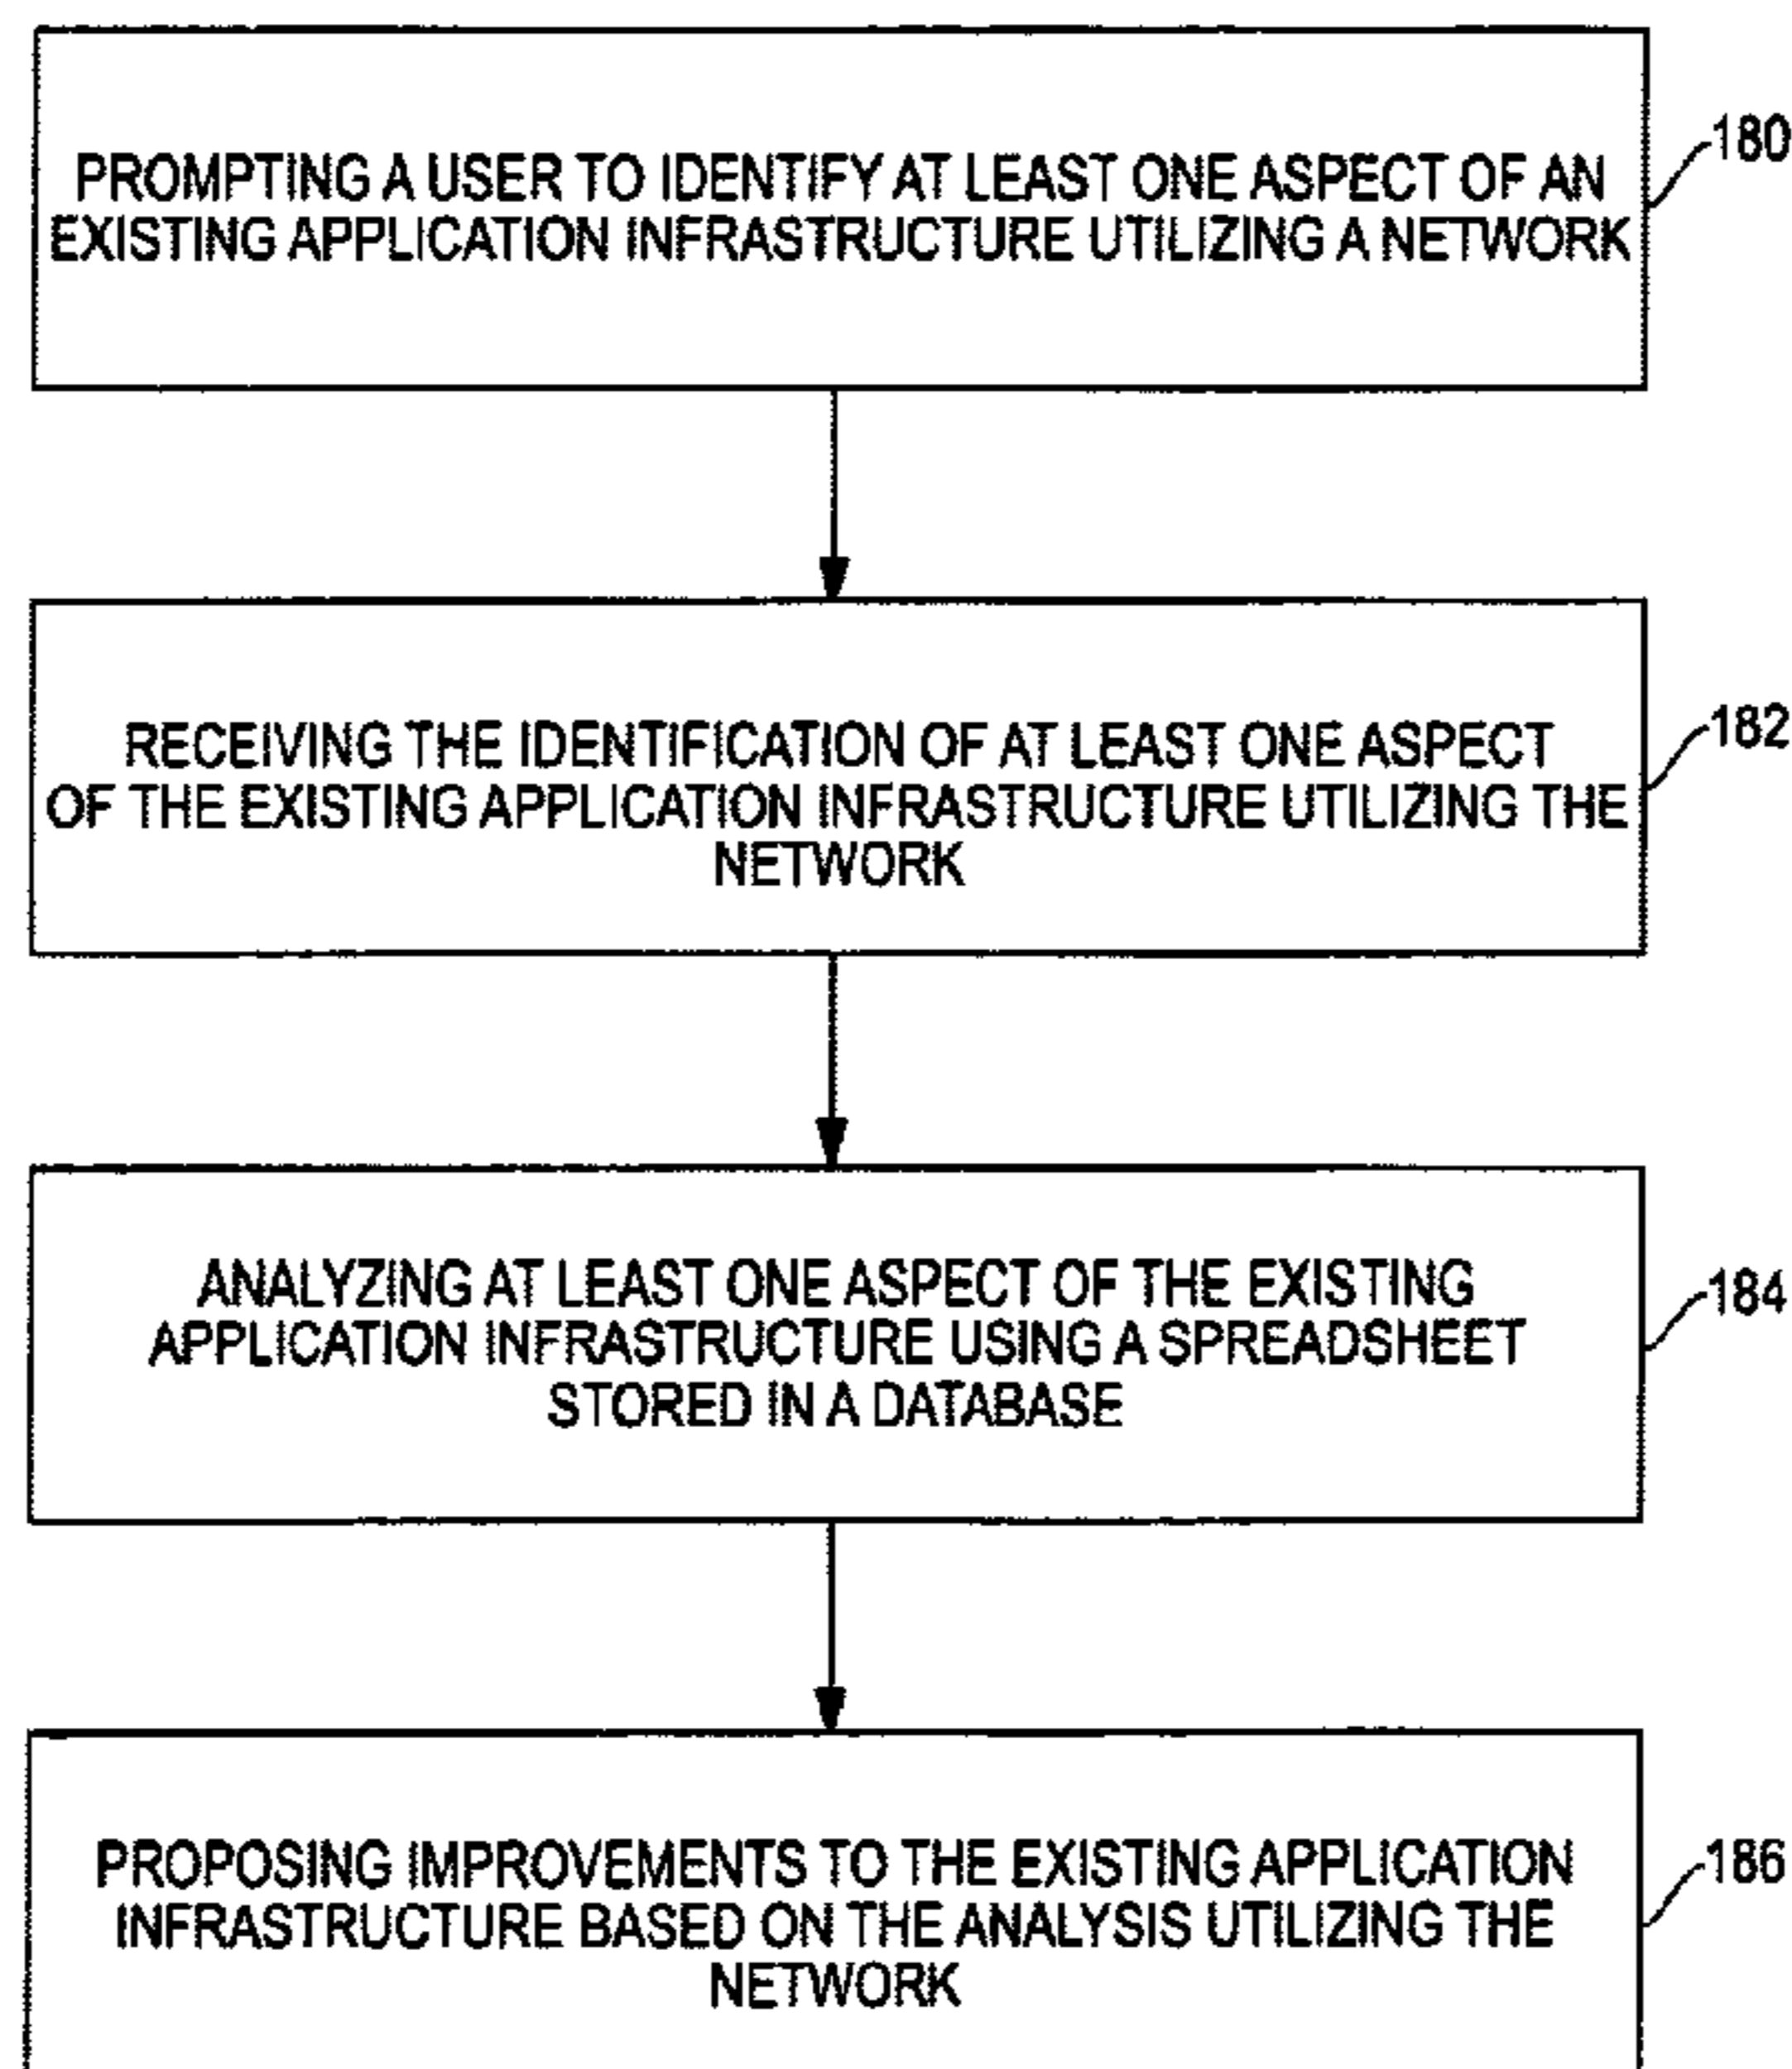 PROMPTING A USER TO IDENTIFY AT LEAST ONE ASPECT OF AN
EXISTING APPLICATION INFRASTRUCTURE UTILIZING A NETWORK
180
RECEIVING THE IDENTIFICATION OF AT LEAST ONE ASPECT
OF THE EXISTING APPLICATION INFRASTRUCTURE UTILIZING THE
NETWORK
182
ANALYZING AT LEAST ONE ASPECT OF THE EXISTING
APPLICATION INFRASTRUCTURE USING A SPREADSHEET
STORED IN A DATABASE
184
PROPOSING IMPROVEMENTS TO THE EXISTING APPLICATION
INFRASTRUCTURE BASED ON THE ANALYSIS UTILIZING THE
NETWORK
186